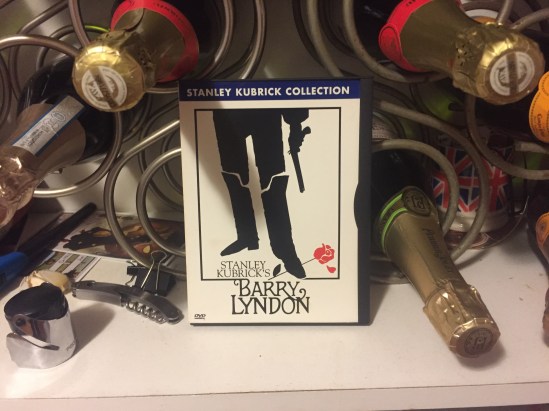 STANLEY KUBRICK COLLECTION
STANLEY
KUBRICK'S
BARRY
LYNDON
DVD